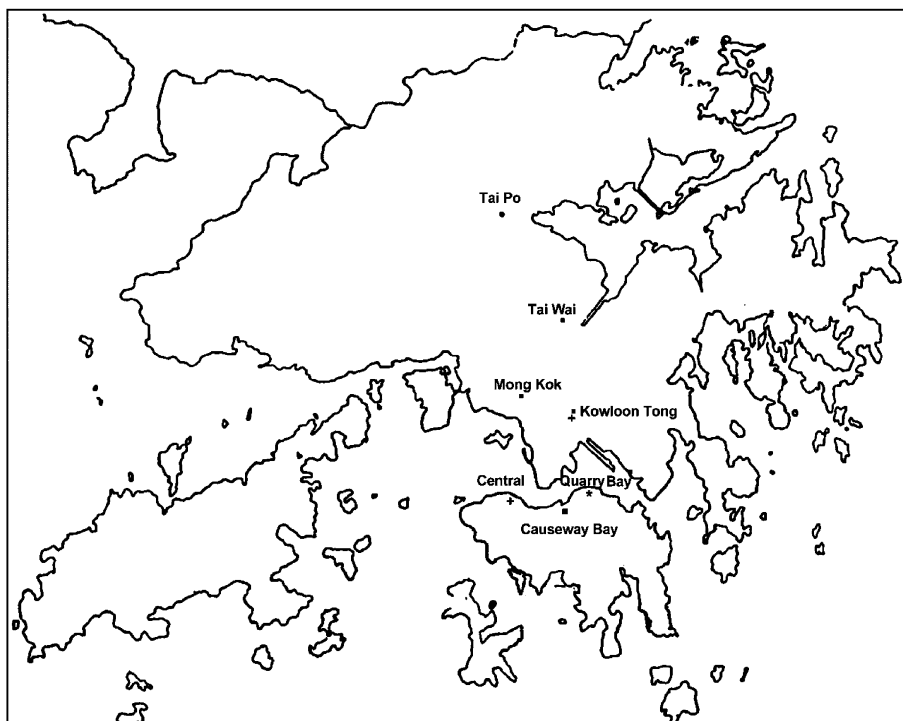 Tai Po
Tai Wai
Mong Kok
Kowloon Tong
Central
Quarry Bay
Causeway Bay